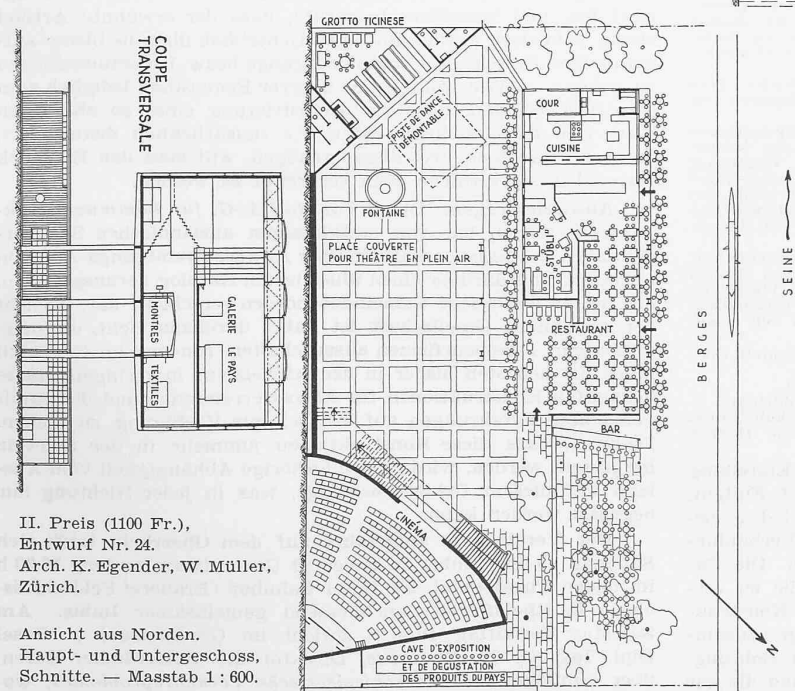 GROTTO TICINESE
COUPE
TRANSVERSALE
PISTE DE DANCE
DÉMONTABLE
COUR
CUISINE
FONTAINE
PLACE COUVERTE
POUR THÉÂTRE EN PLEIN AIR
"STÜBLI"
RESTAURANT
BAR
BERGES
SEINE
GALERIE
LE PAYS
MONTRES
TEXTILES
CINEMA
CAVE D'EXPOSITION
ET DE DEGUSTATION
DES PRODUITS DU PAYS
N
II. Preis (1100 Fr.),
Entwurf Nr. 24.
Arch. K. Egender, W. Müller,
Zürich.
Ansicht aus Norden.
Haupt- und Untergeschoss,
Schnitte. — Masstab 1 : 600.